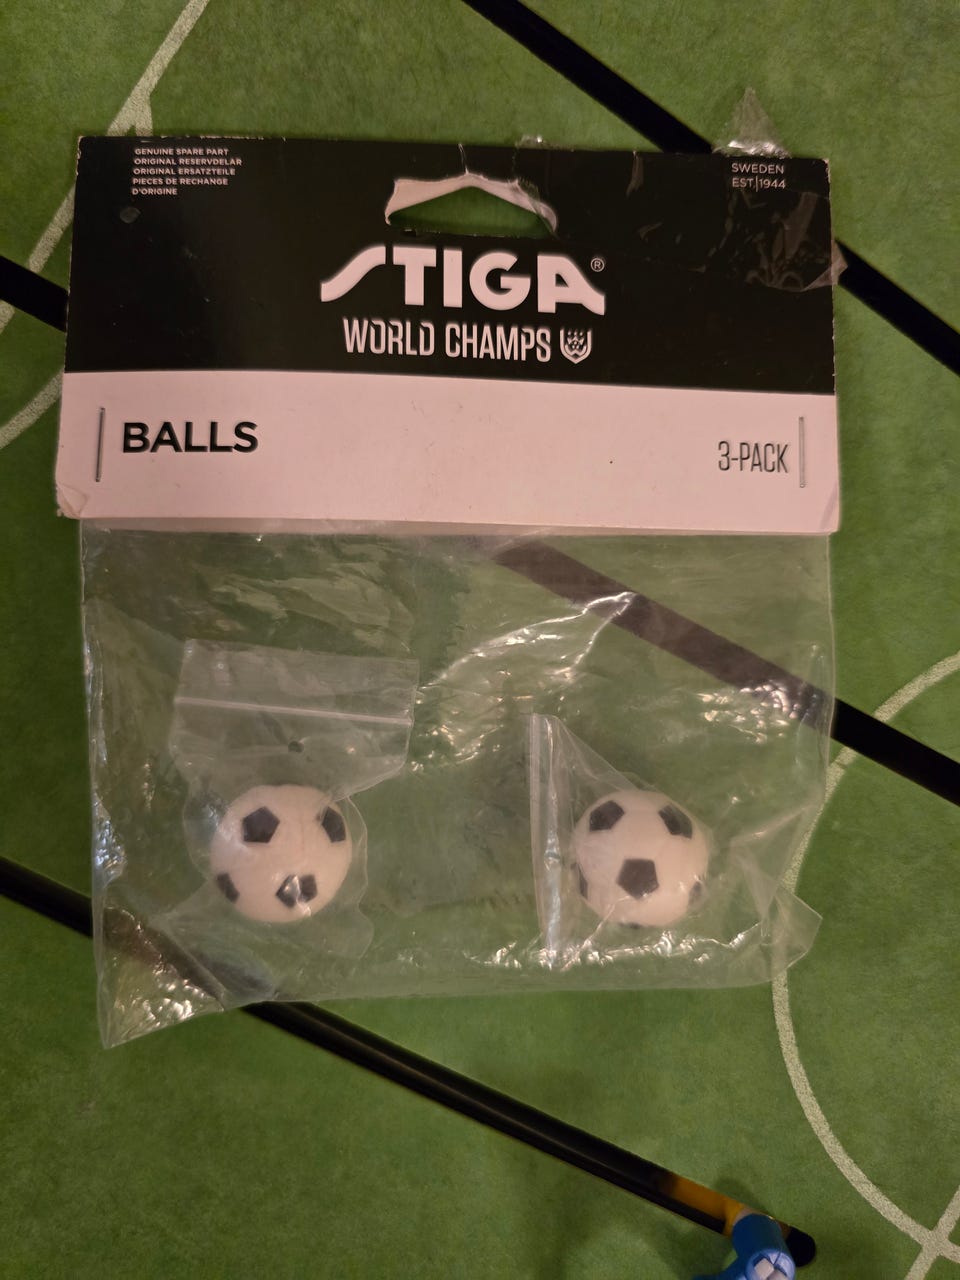 GENUINE SPARE PART
ORIGINAL RESERVDELAR
ORIGINAL ERSATZTEILE
PIECES DE RECHANGE
D'ORIGINE
SWEDEN
EST. 1944
STIGA®
WORLD CHAMPS
BALLS
3-PACK